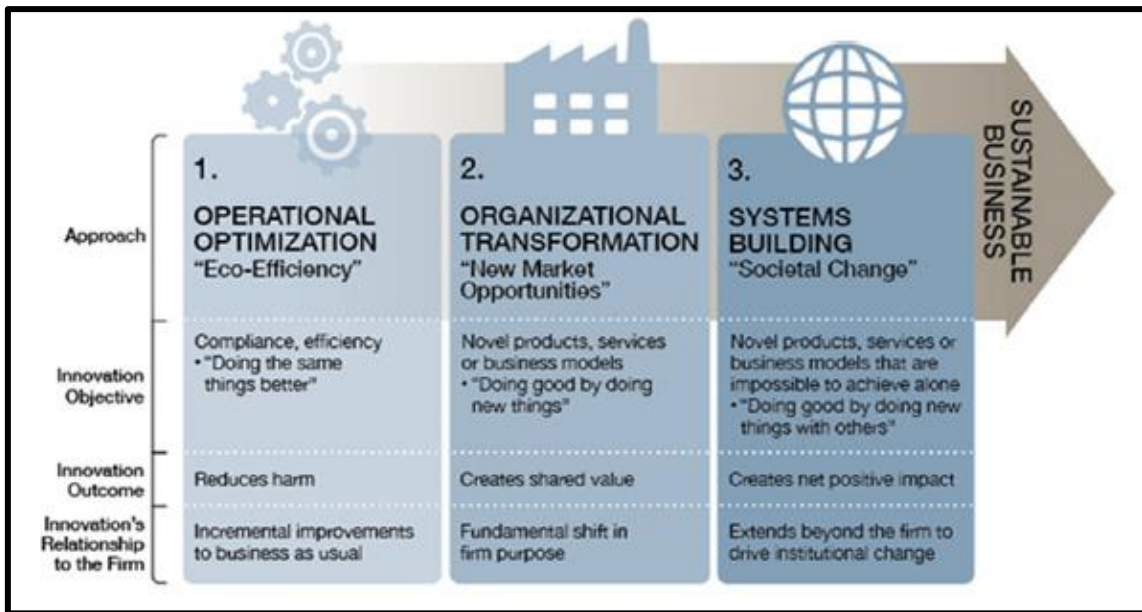 1.
OPERATIONAL
OPTIMIZATION
“Eco-Efficiency”
2.
ORGANIZATIONAL
TRANSFORMATION
“New Market
Opportunities”
3.
SYSTEMS
BUILDING
“Societal Change”
SUSTAINABLE
BUSINESS
Approach
Innovation
Objective
Compliance, efficiency
• “Doing the same
things better”
Novel products, services
or business models
• “Doing good by doing
new things”
Novel products, services or
business models that are
impossible to achieve alone
• “Doing good by doing new
things with others”
Innovation
Outcome
Reduces harm
Creates shared value
Creates net positive impact
Innovation’s
Relationship
to the Firm
Incremental improvements
to business as usual
Fundamental shift in
firm purpose
Extends beyond the firm to
drive institutional change